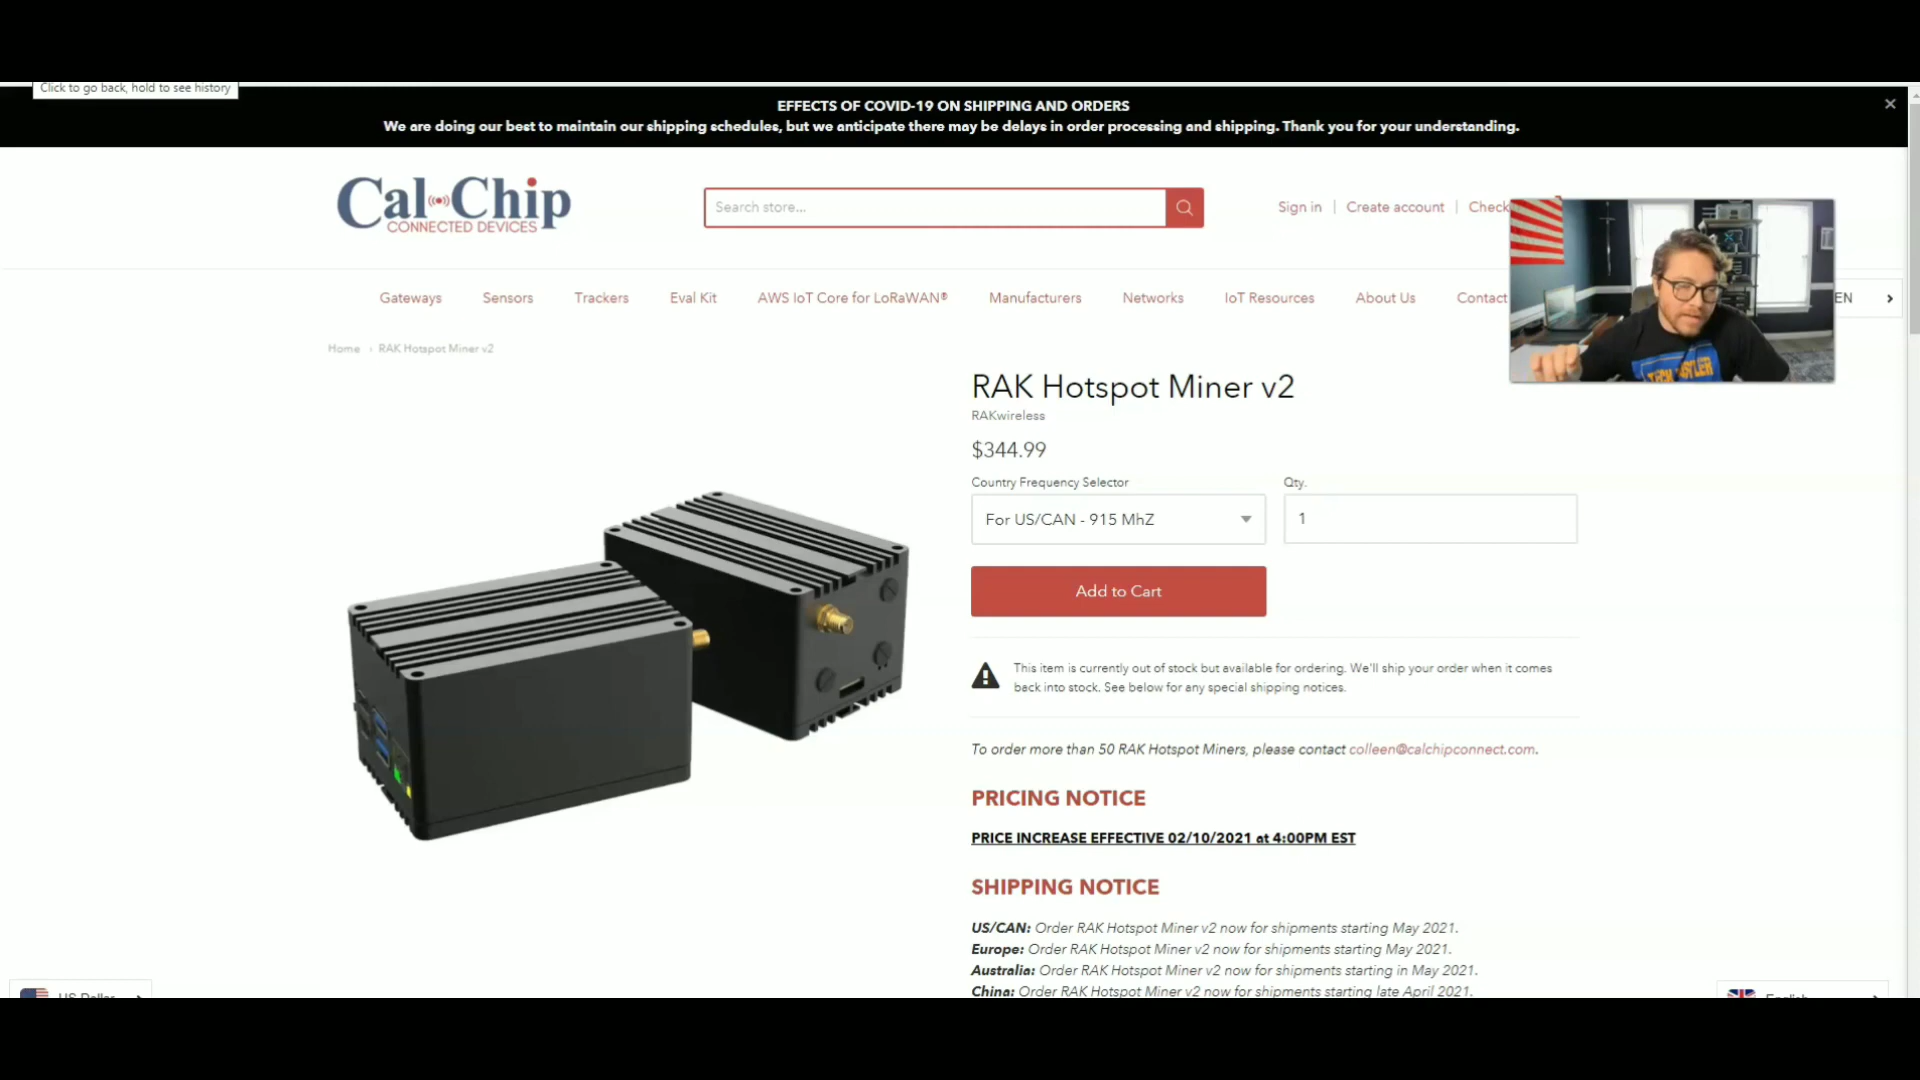 Click to go back, hold to see history
EFFECTS OF COVID-19 ON SHIPPING AND ORDERS
We are doing our best to maintain our shipping schedules, but we anticipate there may be delays in order processing and shipping. Thank you for your understanding.
Cal Chip
CONNECTED DEVICES
Search store...
Sign in | Create account | Check
Gateways Sensors Trackers Eval Kit AWS IoT Core for LoRaWAN® Manufacturers Networks IoT Resources About Us Contact
EN
Home › RAK Hotspot Miner v2
RAK Hotspot Miner v2
RAKwireless
$344.99
Country Frequency Selector
Qty.
For US/CAN - 915 MhZ
1
Add to Cart
This item is currently out of stock but available for ordering. We'll ship your order when it comes
back into stock. See below for any special shipping notices.
To order more than 50 RAK Hotspot Miners, please contact colleen@calchipconnect.com.
PRICING NOTICE
PRICE INCREASE EFFECTIVE 02/10/2021 at 4:00PM EST
SHIPPING NOTICE
US/CAN: Order RAK Hotspot Miner v2 now for shipments starting May 2021.
Europe: Order RAK Hotspot Miner v2 now for shipments starting May 2021.
Australia: Order RAK Hotspot Miner v2 now for shipments starting in May 2021.
China: Order RAK Hotspot Miner v2 now for shipments starting late April 2021.
US Dollar
English